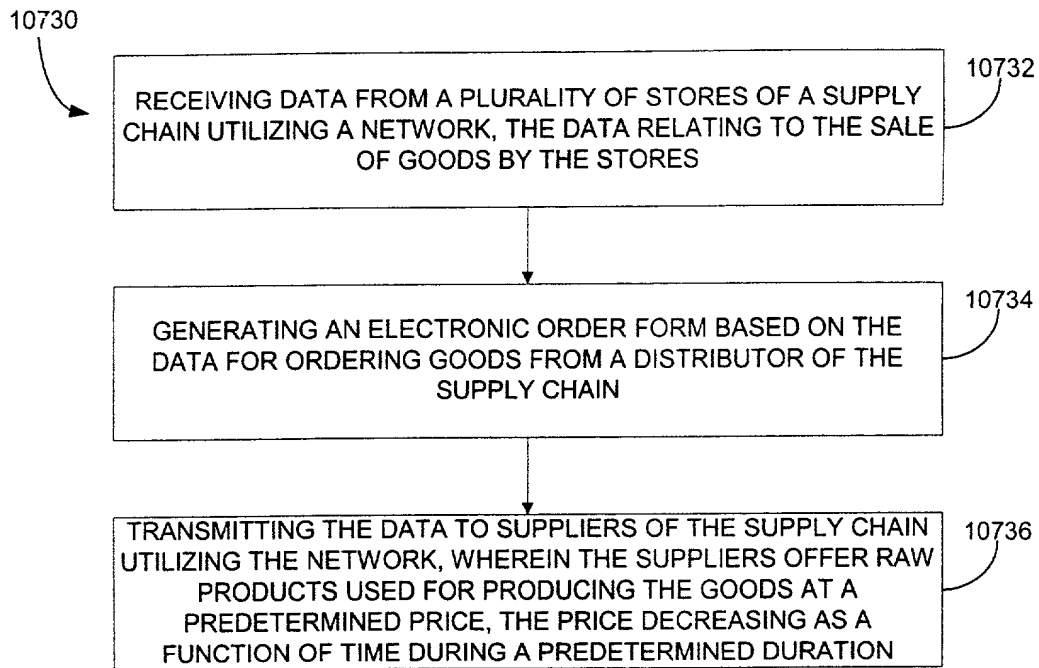 10730
10732
RECEIVING DATA FROM A PLURALITY OF STORES OF A SUPPLY
CHAIN UTILIZING A NETWORK, THE DATA RELATING TO THE SALE
OF GOODS BY THE STORES
10734
GENERATING AN ELECTRONIC ORDER FORM BASED ON THE
DATA FOR ORDERING GOODS FROM A DISTRIBUTOR OF THE
SUPPLY CHAIN
10736
TRANSMITTING THE DATA TO SUPPLIERS OF THE SUPPLY CHAIN
UTILIZING THE NETWORK, WHEREIN THE SUPPLIERS OFFER RAW
PRODUCTS USED FOR PRODUCING THE GOODS AT A
PREDETERMINED PRICE, THE PRICE DECREASING AS A
FUNCTION OF TIME DURING A PREDETERMINED DURATION